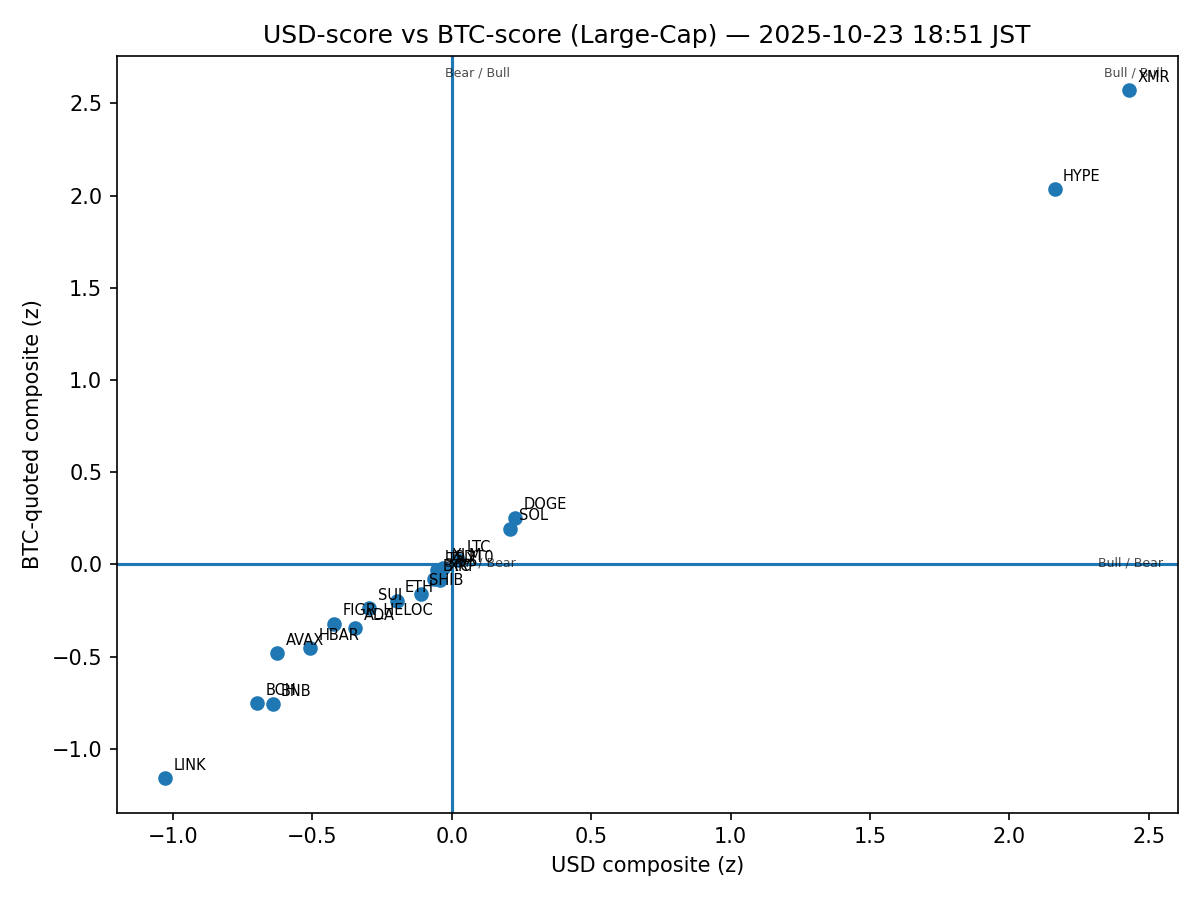 USD-score vs BTC-score (Large-Cap) — 2025-10-23 18:51 JST
Bear / Bull
Bull / Bull
XMR
HYPE
DOGE
SOL
LTC
/ Bear
Bull / Bear
SHIB
ETH
SUI
FIGR_HELOC
ADA
HBAR
AVAX
BCH
BNB
LINK
2.5
2.0
1.5
1.0
0.5
0.0
−0.5
−1.0
−1.0
−0.5
0.0
0.5
1.0
1.5
2.0
2.5
USD composite (z)
BTC-quoted composite (z)